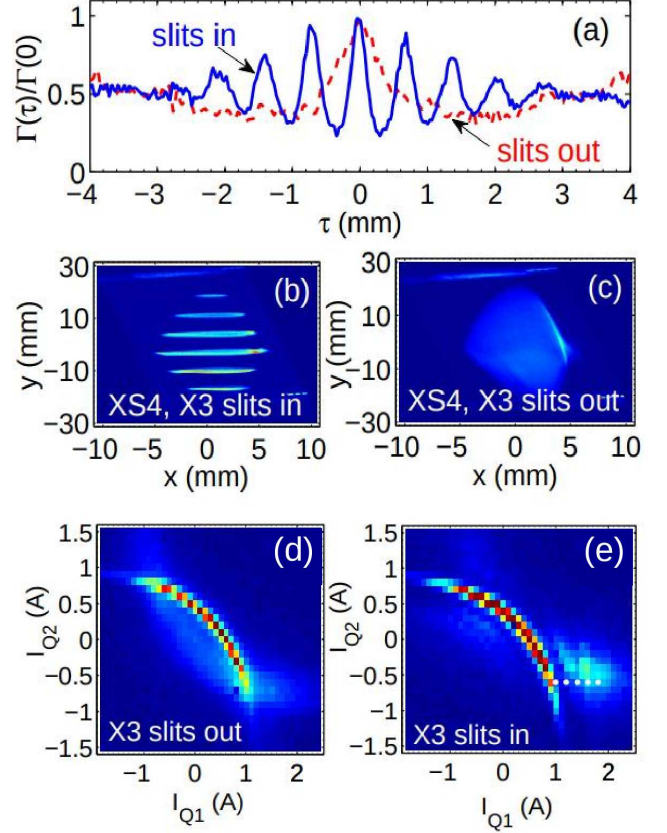 (a)
slits in
slits out
Γ(τ)/Γ(0)
1
0.5
0
−4 −3 −2 −1 0 1 2 3 4
τ (mm)
(b)
XS4, X3 slits in
y (mm)
30
10
−10
−30
−10 −5 0 5 10
x (mm)
(c)
XS4, X3 slits out
y (mm)
30
10
−10
−30
−10 −5 0 5 10
x (mm)
(d)
X3 slits out
I_Q2 (A)
1.5
1
0.5
0
−0.5
−1
−1.5
−1 0 1 2
I_Q1 (A)
(e)
X3 slits in
I_Q2 (A)
1.5
1
0.5
0
−0.5
−1
−1.5
−1 0 1 2
I_Q1 (A)